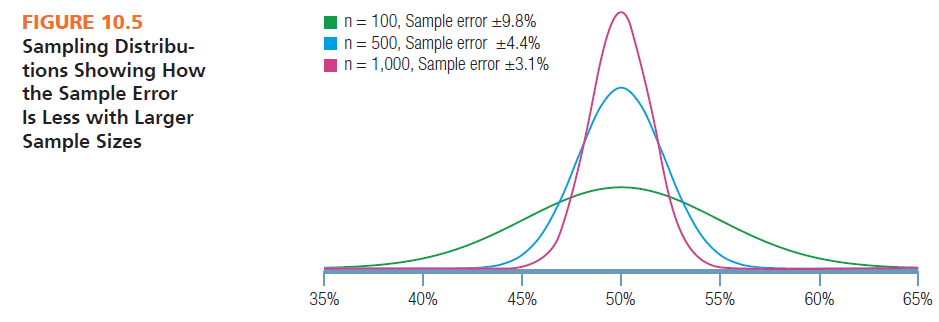 FIGURE 10.5
Sampling Distribu-
tions Showing How
the Sample Error
Is Less with Larger
Sample Sizes
n = 100, Sample error ±9.8%
n = 500, Sample error ±4.4%
n = 1,000, Sample error ±3.1%
35%
40%
45%
50%
55%
60%
65%